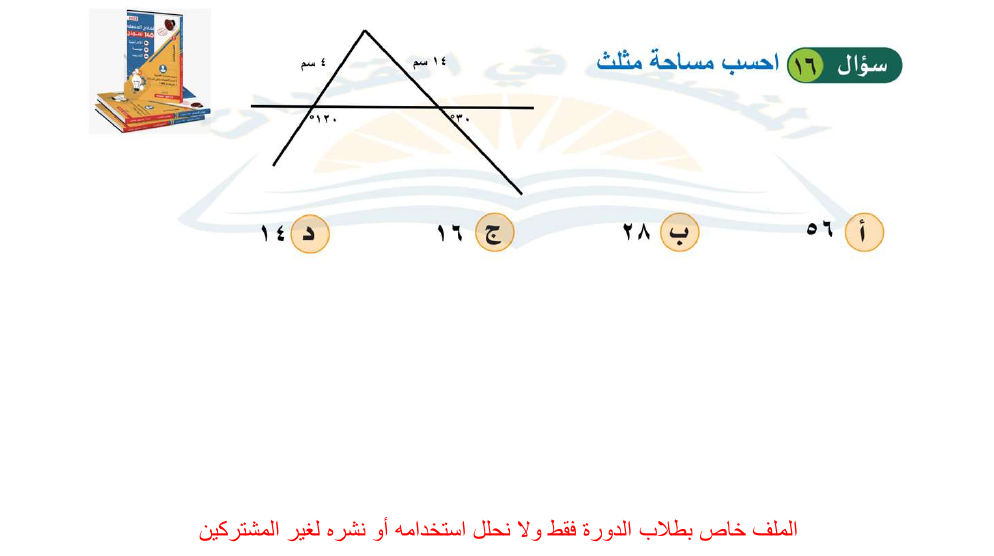 سؤال ١٦ احسب مساحة مثلث
٤ سم
١٤ سم
١٢٠°
٣٠°
أ ٥٦
ب ٢٨
ج ١٦
د ١٤
الملف خاص بطلاب الدورة فقط ولا نحلل استخدامه أو نشره لغير المشتركين